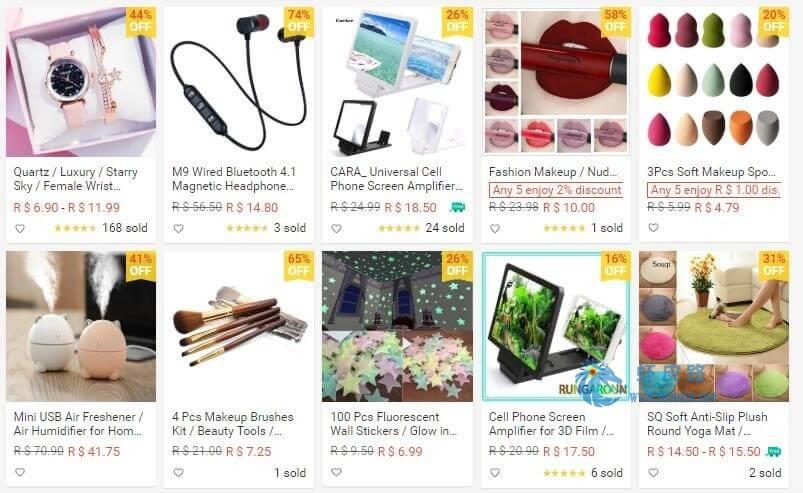 44%
OFF
Quartz / Luxury / Starry
Sky / Female Wrist...
R$ 6.90 - R$ 11.99
168 sold
74%
OFF
M9 Wired Bluetooth 4.1
Magnetic Headphone...
R$ 56.50 R$ 14.80
3 sold
26%
OFF
CARA_ Universal Cell
Phone Screen Amplifier...
R$ 24.99 R$ 18.50
24 sold
58%
OFF
Fashion Makeup / Nud...
Any 5 enjoy 2% discount
R$ 23.98 R$ 10.00
1 sold
20%
OFF
3Pcs Soft Makeup Spo...
Any 5 enjoy R$ 1.00 dis.
R$ 5.99 R$ 4.79
41%
OFF
Mini USB Air Freshener /
Air Humidifier for Hom...
R$ 70.90 R$ 41.75
65%
OFF
4 Pcs Makeup Brushes
Kit / Beauty Tools /...
R$ 21.00 R$ 7.25
1 sold
26%
OFF
100 Pcs Fluorescent
Wall Stickers / Glow in...
R$ 9.50 R$ 6.99
16%
OFF
RUNGAROUN
Cell Phone Screen
Amplifier for 3D Film /...
R$ 20.90 R$ 17.50
6 sold
31%
OFF
Souqt
SQ Soft Anti-Slip Plush
Round Yoga Mat /...
R$ 14.50 - R$ 15.50
2 sold